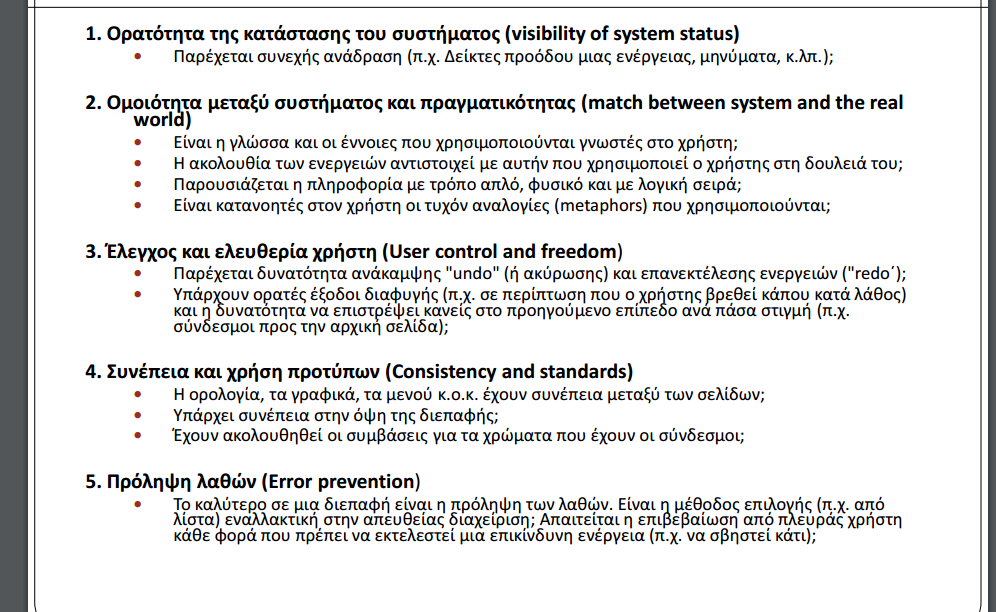 1. Ορατότητα της κατάστασης του συστήματος (visibility of system status)
• Παρέχεται συνεχής ανάδραση (π.χ. Δείκτες προόδου μιας ενέργειας, μηνύματα, κ.λπ.);
2. Ομοιότητα μεταξύ συστήματος και πραγματικότητας (match between system and the real
world)
• Είναι η γλώσσα και οι έννοιες που χρησιμοποιούνται γνωστές στο χρήστη;
• Η ακολουθία των ενεργειών αντιστοιχεί με αυτήν που χρησιμοποιεί ο χρήστης στη δουλειά του;
• Παρουσιάζεται η πληροφορία με τρόπο απλό, φυσικό και με λογική σειρά;
• Είναι κατανοητές στον χρήστη οι τυχόν αναλογίες (metaphors) που χρησιμοποιούνται;
3. Έλεγχος και ελευθερία χρήστη (User control and freedom)
• Παρέχεται δυνατότητα ανάκαμψης "undo" (ή ακύρωσης) και επανεκτέλεσης ενεργειών ("redo΄);
• Υπάρχουν ορατές έξοδοι διαφυγής (π.χ. σε περίπτωση που ο χρήστης βρεθεί κάπου κατά λάθος)
και η δυνατότητα να επιστρέψει κανείς στο προηγούμενο επίπεδο ανά πάσα στιγμή (π.χ.
σύνδεσμοι προς την αρχική σελίδα);
4. Συνέπεια και χρήση προτύπων (Consistency and standards)
• Η ορολογία, τα γραφικά, τα μενού κ.ο.κ. έχουν συνέπεια μεταξύ των σελίδων;
• Υπάρχει συνέπεια στην όψη της διεπαφής;
• Έχουν ακολουθηθεί οι συμβάσεις για τα χρώματα που έχουν οι σύνδεσμοι;
5. Πρόληψη λαθών (Error prevention)
• Το καλύτερο σε μια διεπαφή είναι η πρόληψη των λαθών. Είναι η μέθοδος επιλογής (π.χ. από
λίστα) εναλλακτική στην απευθείας διαχείριση; Απαιτείται η επιβεβαίωση από πλευράς χρήστη
κάθε φορά που πρέπει να εκτελεστεί μια επικίνδυνη ενέργεια (π.χ. να σβηστεί κάτι);